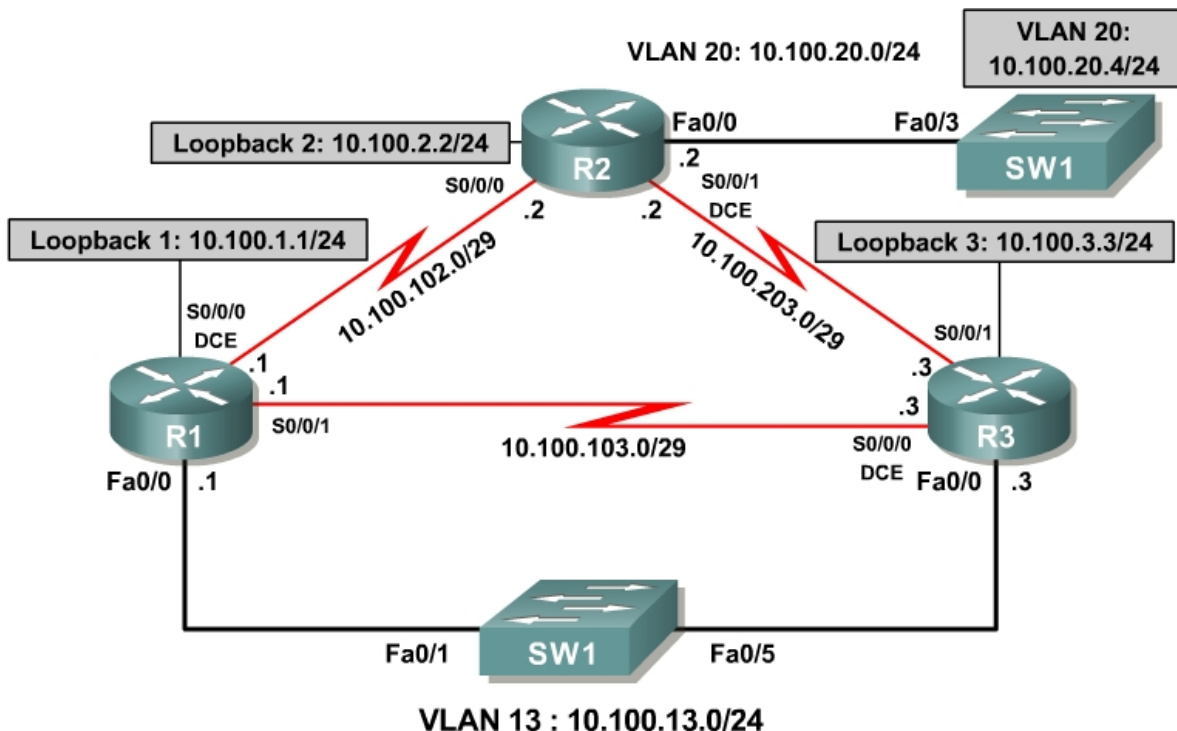 VLAN 20:
10.100.20.4/24
VLAN 20: 10.100.20.0/24
Fa0/0
Fa0/3
Loopback 2: 10.100.2.2/24
R2
.2
SW1
S0/0/0
S0/0/1
DCE
.2
.2
Loopback 1: 10.100.1.1/24
Loopback 3: 10.100.3.3/24
10.100.102.0/29
10.100.203.0/29
S0/0/0
DCE
S0/0/1
.1
.3
.1
.3
R1
S0/0/1
10.100.103.0/29
S0/0/0
DCE
R3
Fa0/0
.1
Fa0/0
.3
Fa0/1
SW1
Fa0/5
VLAN 13 : 10.100.13.0/24